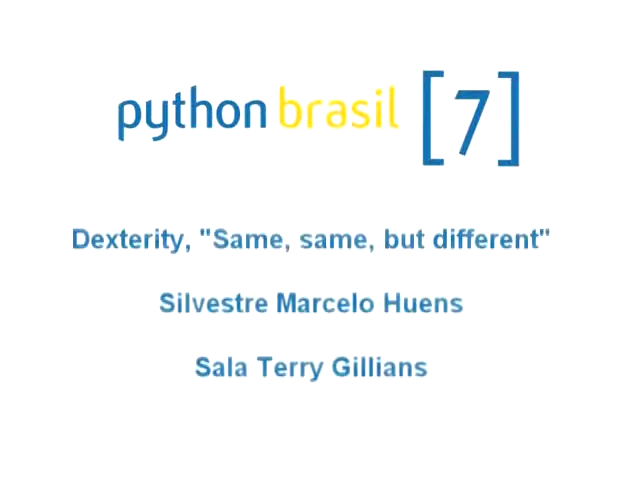 python brasil [7]
Dexterity, "Same, same, but different"
Silvestre Marcelo Huens
Sala Terry Gillians